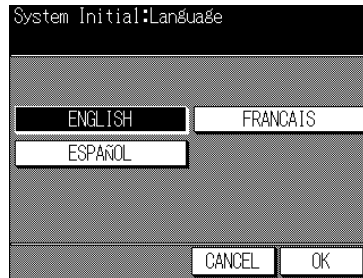 System Initial:Language
ENGLISH FRANCAIS
ESPAÑOL
CANCEL OK